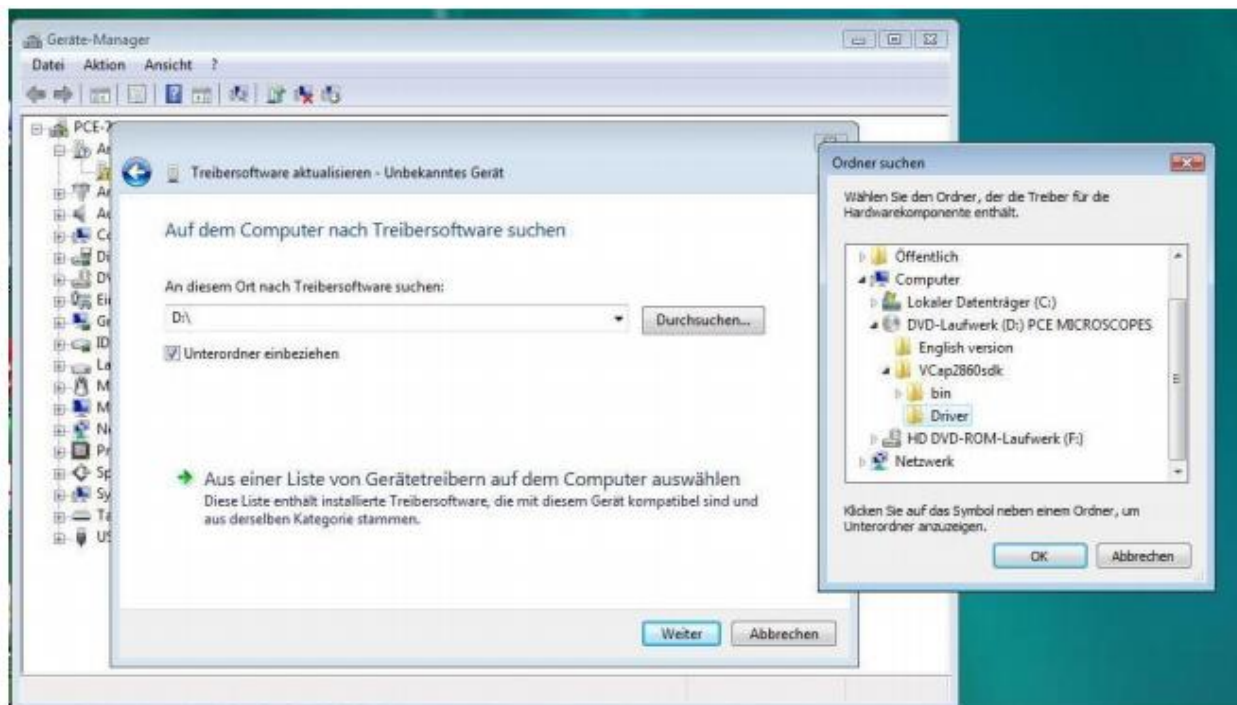 Geräte-Manager
Datei Aktion Ansicht ?
PCE-
Treibersoftware aktualisieren - Unbekanntes Gerät
Auf dem Computer nach Treibersoftware suchen
An diesem Ort nach Treibersoftware suchen:
D:\
Durchsuchen...
Unterordner einbeziehen
Aus einer Liste von Gerätetreibern auf dem Computer auswählen
Diese Liste enthält installierte Treibersoftware, die mit diesem Gerät kompatibel sind und
aus derselben Kategorie stammen.
Weiter Abbrechen
Ordner suchen
Wählen Sie den Ordner, der die Treiber für die
Hardwarekomponente enthält.
Öffentlich
Computer
Lokaler Datenträger (C:)
DVD-Laufwerk (D:) PCE MICROSCOPES
English version
VCap2860sdk
bin
Driver
HD DVD-ROM-Laufwerk (F:)
Netzwerk
Klicken Sie auf das Symbol neben einem Ordner, um
Unterordner anzuzeigen.
OK Abbrechen